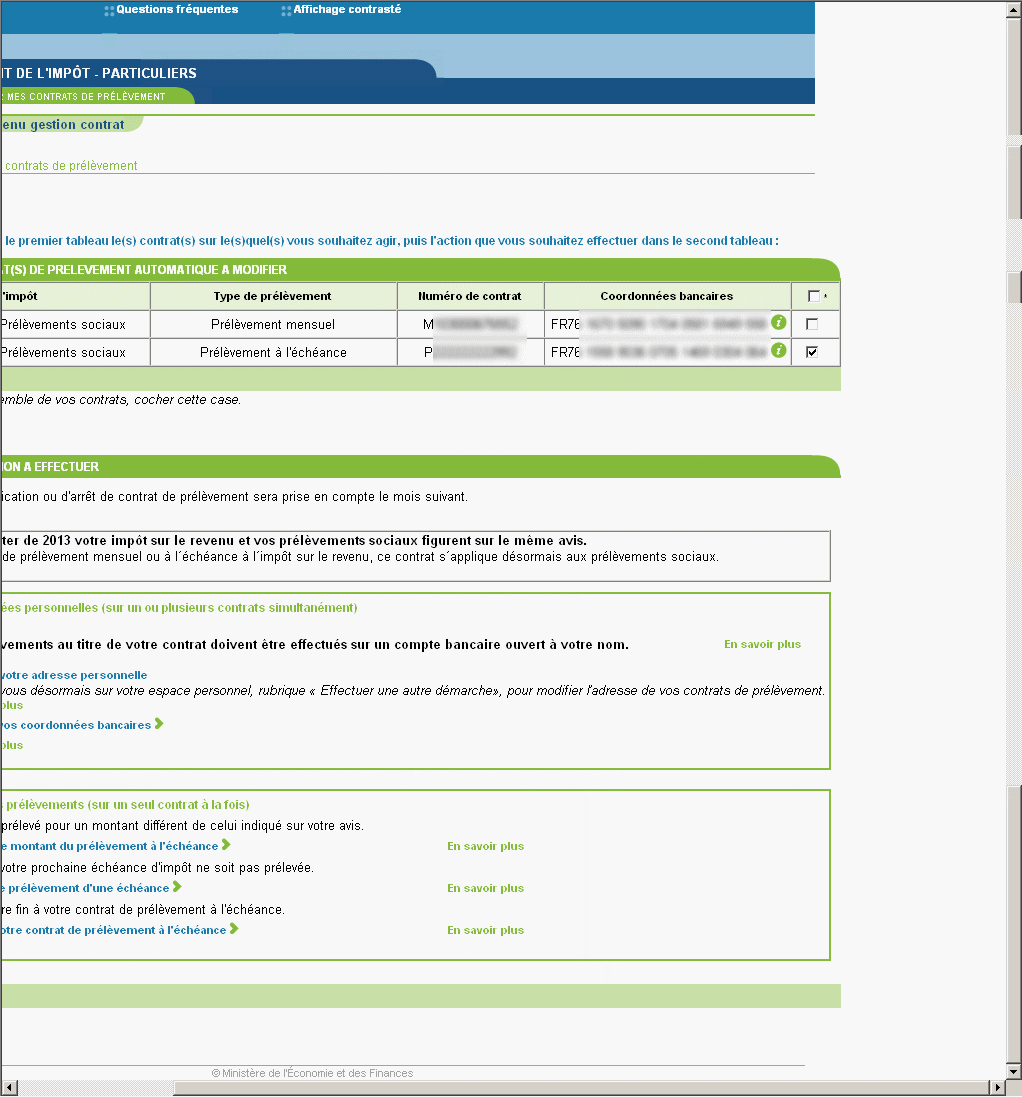 Questions fréquentes Affichage contrasté
T DE L'IMPÔT - PARTICULIERS
MES CONTRATS DE PRÉLÈVEMENT
enu gestion contrat
contrats de prélèvement
le premier tableau le(s) contrat(s) sur le(s)quel(s) vous souhaitez agir, puis l'action que vous souhaitez effectuer dans le second tableau :
AT(S) DE PRELEVEMENT AUTOMATIQUE A MODIFIER
'impôt Type de prélèvement Numéro de contrat Coordonnées bancaires *
Prélèvements sociaux Prélèvement mensuel M FR76
Prélèvements sociaux Prélèvement à l'échéance P FR76
emble de vos contrats, cocher cette case.
ION A EFFECTUER
ication ou d'arrêt de contrat de prélèvement sera prise en compte le mois suivant.
ter de 2013 votre impôt sur le revenu et vos prélèvements sociaux figurent sur le même avis.
de prélèvement mensuel ou à l´échéance à l´impôt sur le revenu, ce contrat s´applique désormais aux prélèvements sociaux.
ées personnelles (sur un ou plusieurs contrats simultanément)
vements au titre de votre contrat doivent être effectués sur un compte bancaire ouvert à votre nom. En savoir plus
votre adresse personnelle
vous désormais sur votre espace personnel, rubrique « Effectuer une autre démarche», pour modifier l'adresse de vos contrats de prélèvement.
plus
vos coordonnées bancaires
plus
s prélèvements (sur un seul contrat à la fois)
prélevé pour un montant différent de celui indiqué sur votre avis.
e montant du prélèvement à l'échéance En savoir plus
votre prochaine échéance d'impôt ne soit pas prélevée.
e prélèvement d'une échéance En savoir plus
re fin à votre contrat de prélèvement à l'échéance.
otre contrat de prélèvement à l'échéance En savoir plus
© Ministère de l'Économie et des Finances